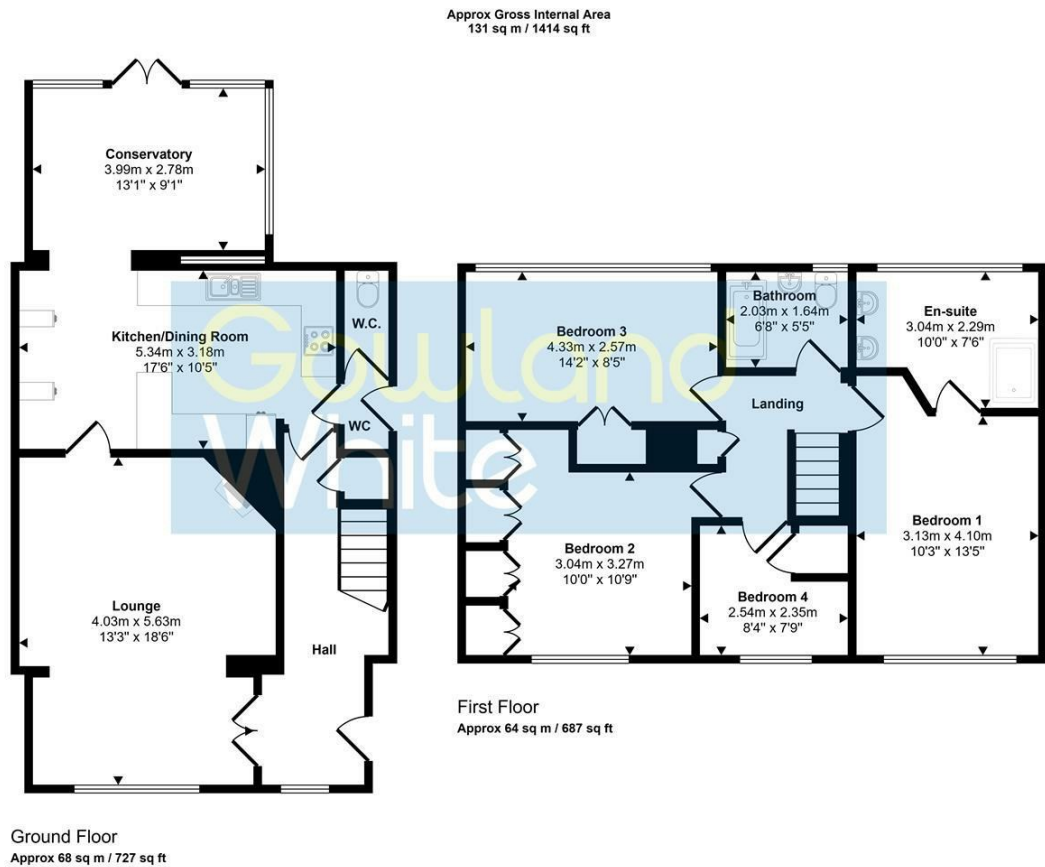 Approx Gross Internal Area
131 sq m / 1414 sq ft
Conservatory
3.99m x 2.78m
13'1" x 9'1"
Kitchen/Dining Room
5.34m x 3.18m
17'6" x 10'5"
W.C.
WC
Lounge
4.03m x 5.63m
13'3" x 18'6"
Hall
Ground Floor
Approx 68 sq m / 727 sq ft
Bedroom 3
4.33m x 2.57m
14'2" x 8'5"
Bathroom
2.03m x 1.64m
6'8" x 5'5"
En-suite
3.04m x 2.29m
10'0" x 7'6"
Landing
Bedroom 2
3.04m x 3.27m
10'0" x 10'9"
Bedroom 4
2.54m x 2.35m
8'4" x 7'9"
Bedroom 1
3.13m x 4.10m
10'3" x 13'5"
First Floor
Approx 64 sq m / 687 sq ft
Gowland
White